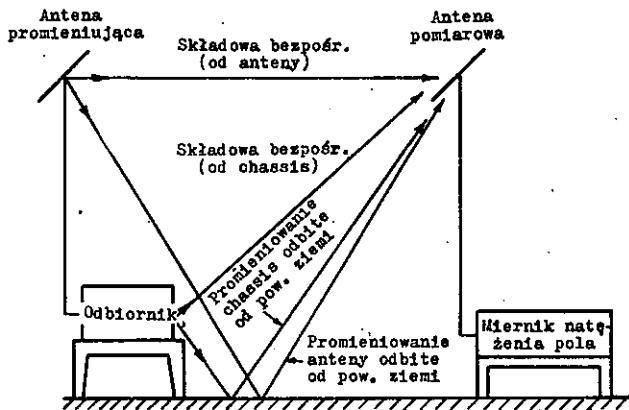 Antena
promieniująca
Antena
pomiarowa
Składowa bezpośr.
(od anteny)
Składowa bezpośr.
(od chassis)
Promieniowanie
chassis odbite
od pow. ziemi
Odbiornik
Promieniowanie
anteny odbite
od pow. ziemi
Miernik natę-
żenia pola